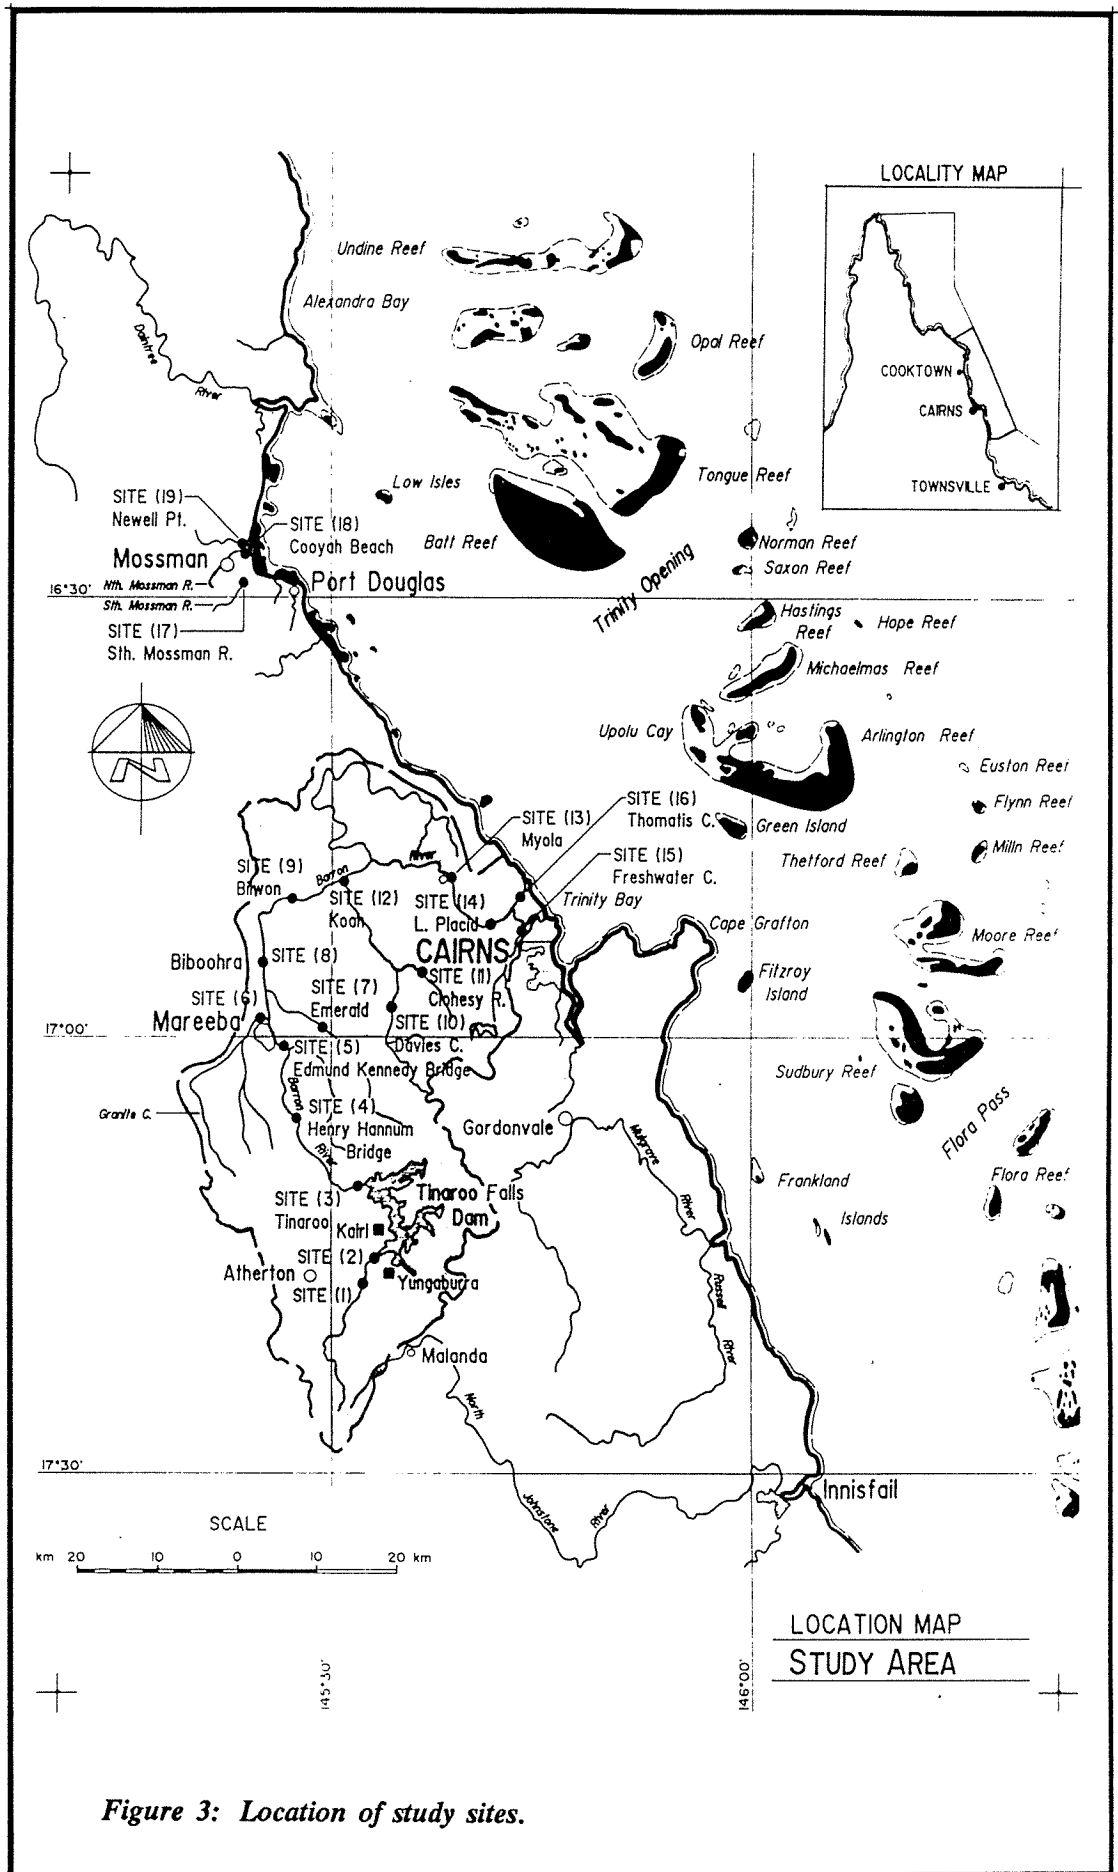 LOCALITY MAP
COOKTOWN
CAIRNS
TOWNSVILLE
Undine Reef
Alexandra Bay
Opal Reef
Daintree
River
Tongue Reef
Low Isles
Batt Reef
SITE (19)
Newell Pt.
SITE (18)
Cooyah Beach
Mossman
Port Douglas
Nth. Mossman R.
16°30'
Sth. Mossman R.
SITE (17)
Sth. Mossman R.
Trinity Opening
Norman Reef
Saxon Reef
Hastings
Reef
Hope Reef
Michaelmas Reef
Upolu Cay
Arlington Reef
Euston Reef
Flynn Reef
Green Island
Milln Reef
Thetford Reef
N
SITE (16)
Thomatis C.
SITE (13)
Myola
SITE (15)
Freshwater C.
SITE (9)
Bilwon
Barron
River
SITE (12)
Koah
SITE (14)
L. Placid
Trinity Bay
CAIRNS
Cape Grafton
Moore Reef
Biboohra
SITE (8)
SITE (11)
Clohesy R.
Fitzroy
Island
SITE (7)
Emerald
SITE (6)
Mareeba
SITE (10)
Davies C.
17°00'
SITE (5)
Edmund Kennedy Bridge
Sudbury Reef
Barron
River
Granite C.
SITE (4)
Henry Hannum
Bridge
Gordonvale
Mulgrave
River
Flora Pass
Flora Reef
Frankland
Islands
SITE (3)
Tinaroo
Tinaroo Falls
Dam
Kairi
SITE (2)
Atherton
Yungaburra
SITE (1)
Russell
River
Malanda
North
Johnstone
River
17°30'
Innisfail
SCALE
km 20 10 0 10 20 km
145°30'
146°00'
LOCATION MAP
STUDY AREA
Figure 3: Location of study sites.